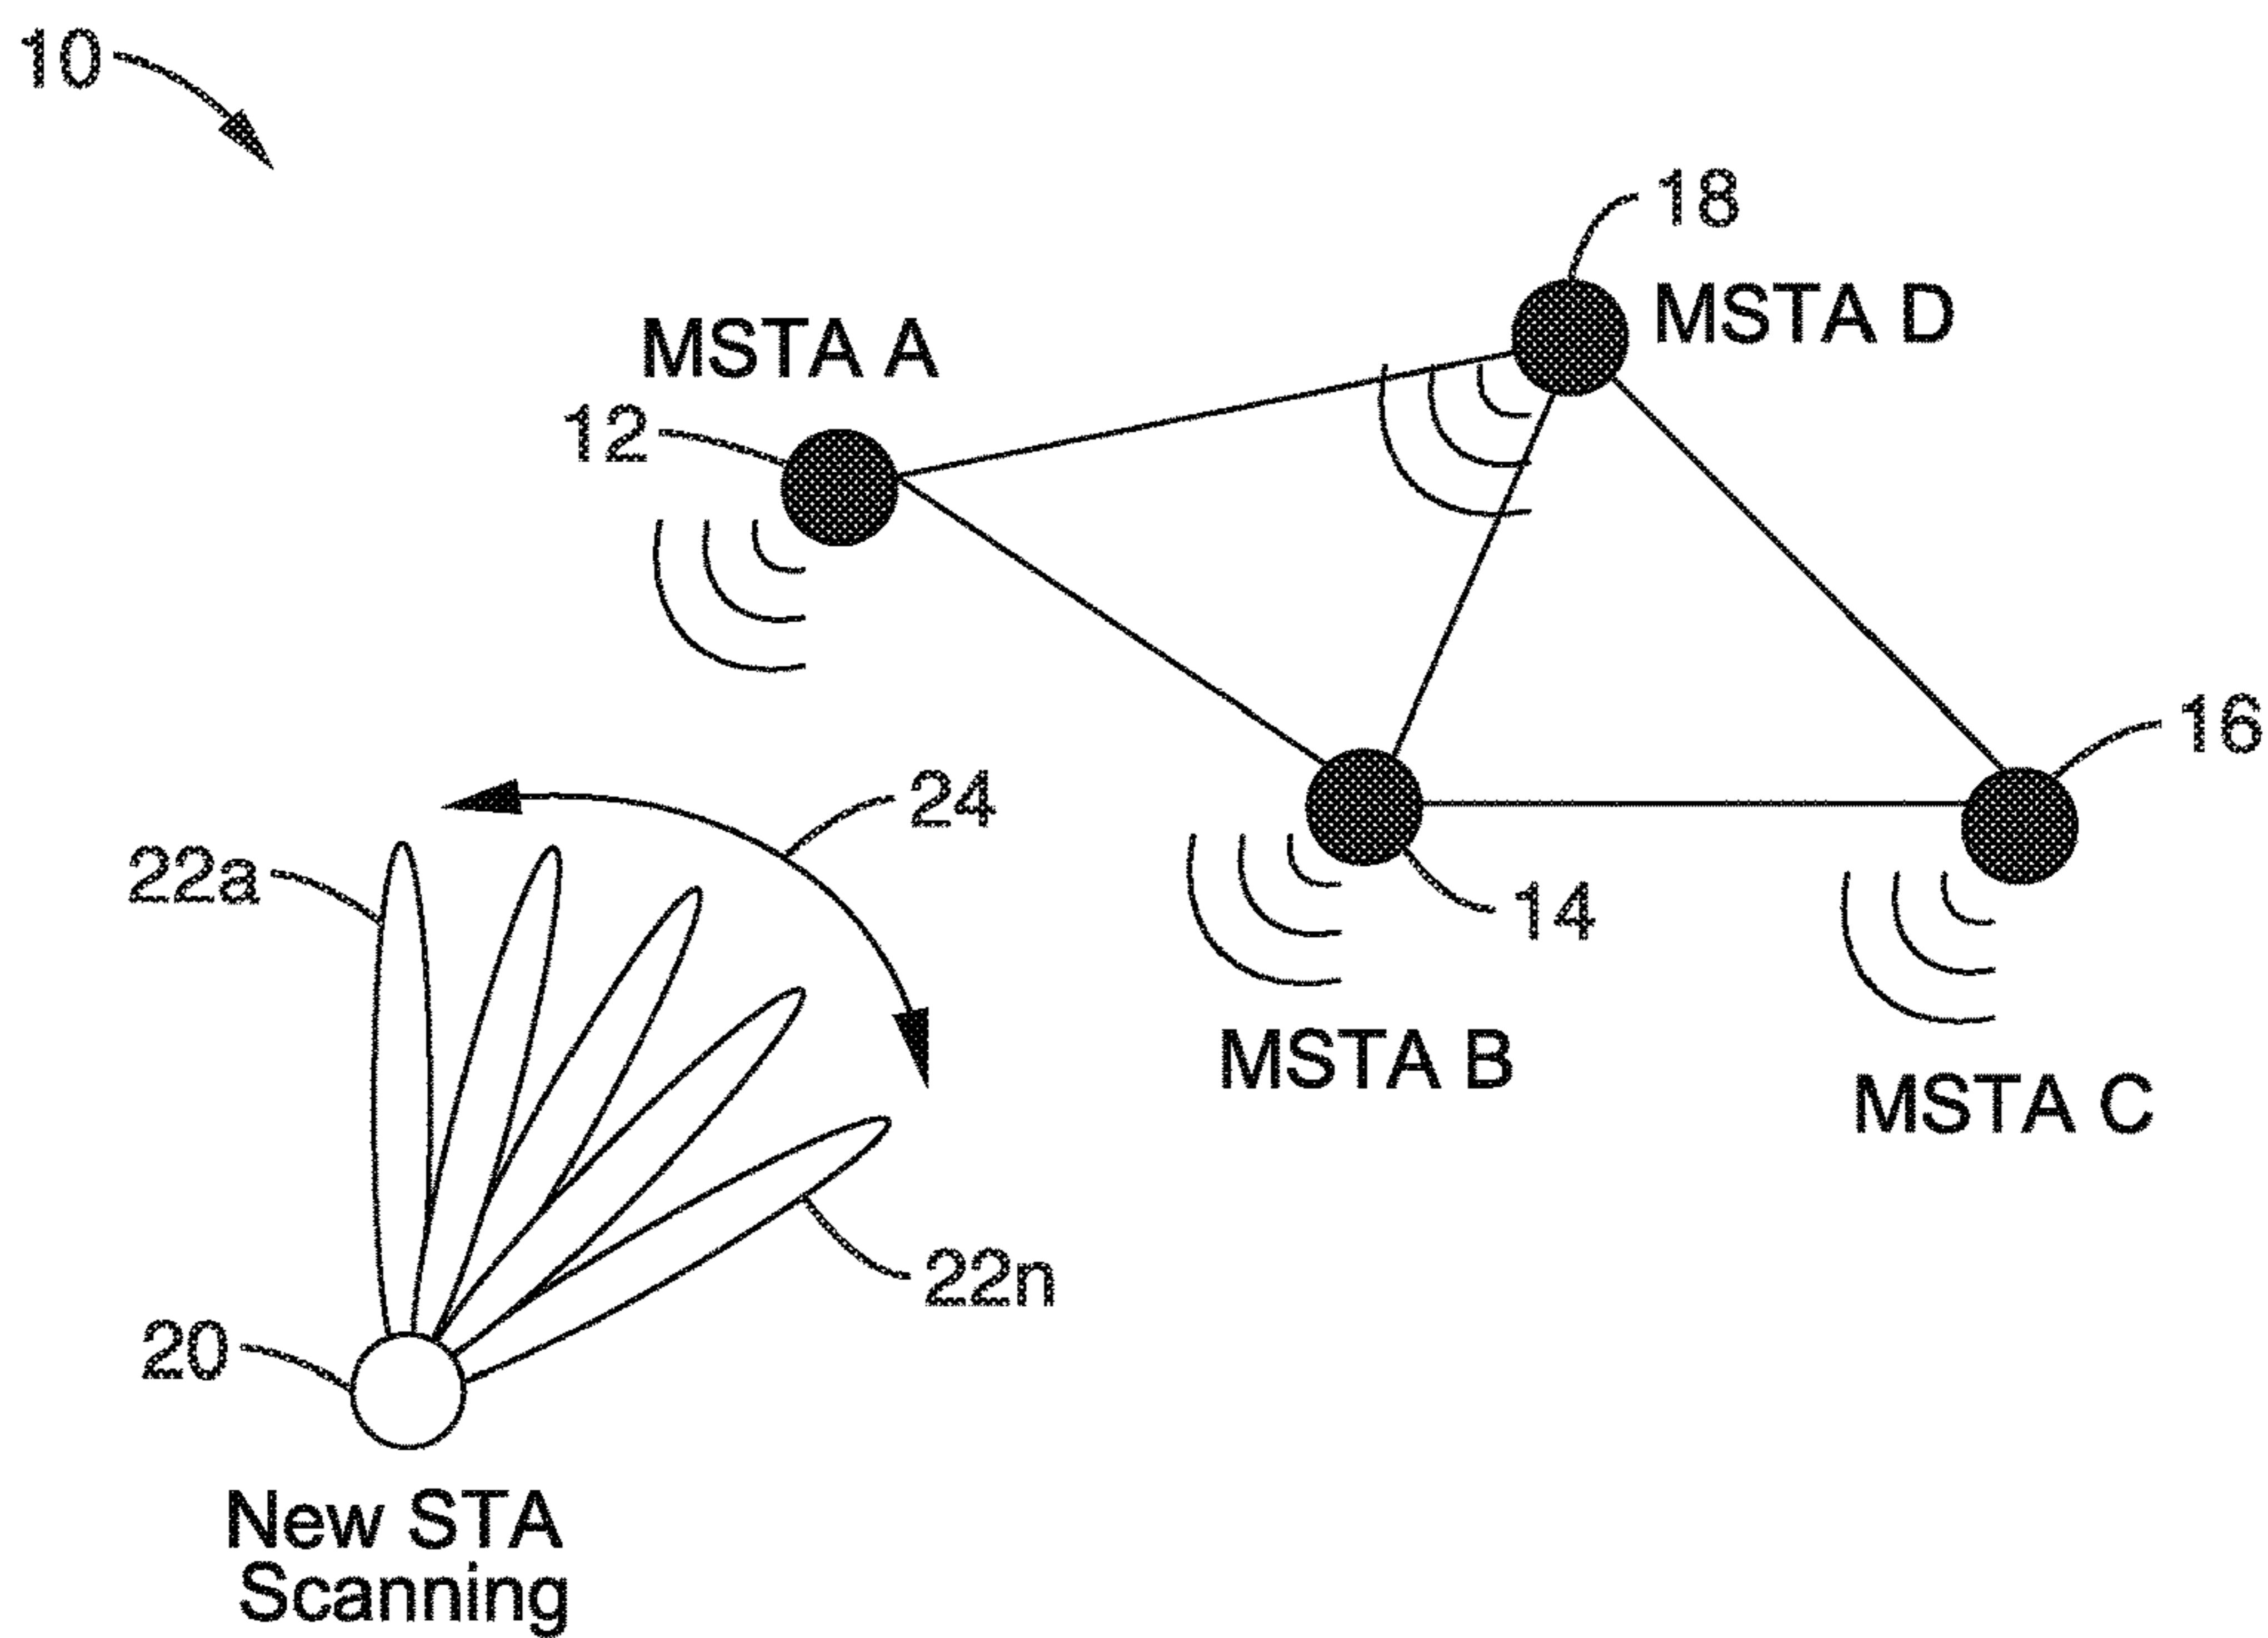 10
18
MSTA D
MSTA A
12
16
24
22a
14
MSTA B
MSTA C
22n
20
New STA
Scanning